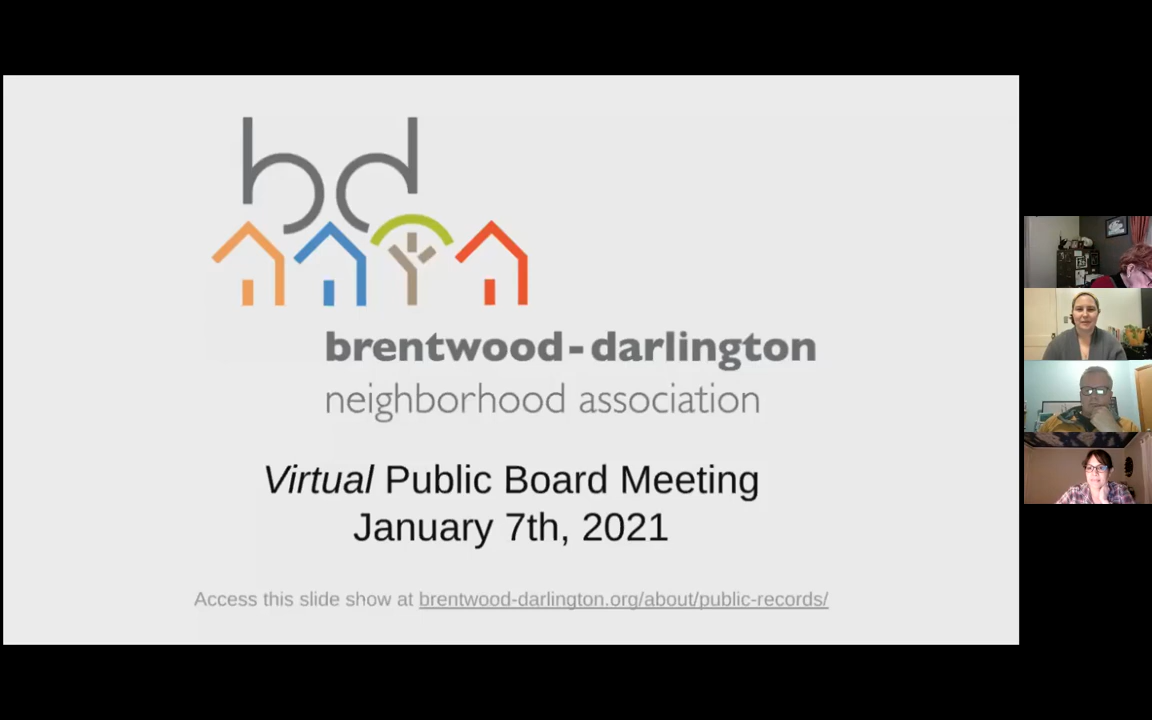 bd
brentwood-darlington
neighborhood association
Virtual Public Board Meeting
January 7th, 2021
Access this slide show at brentwood-darlington.org/about/public-records/